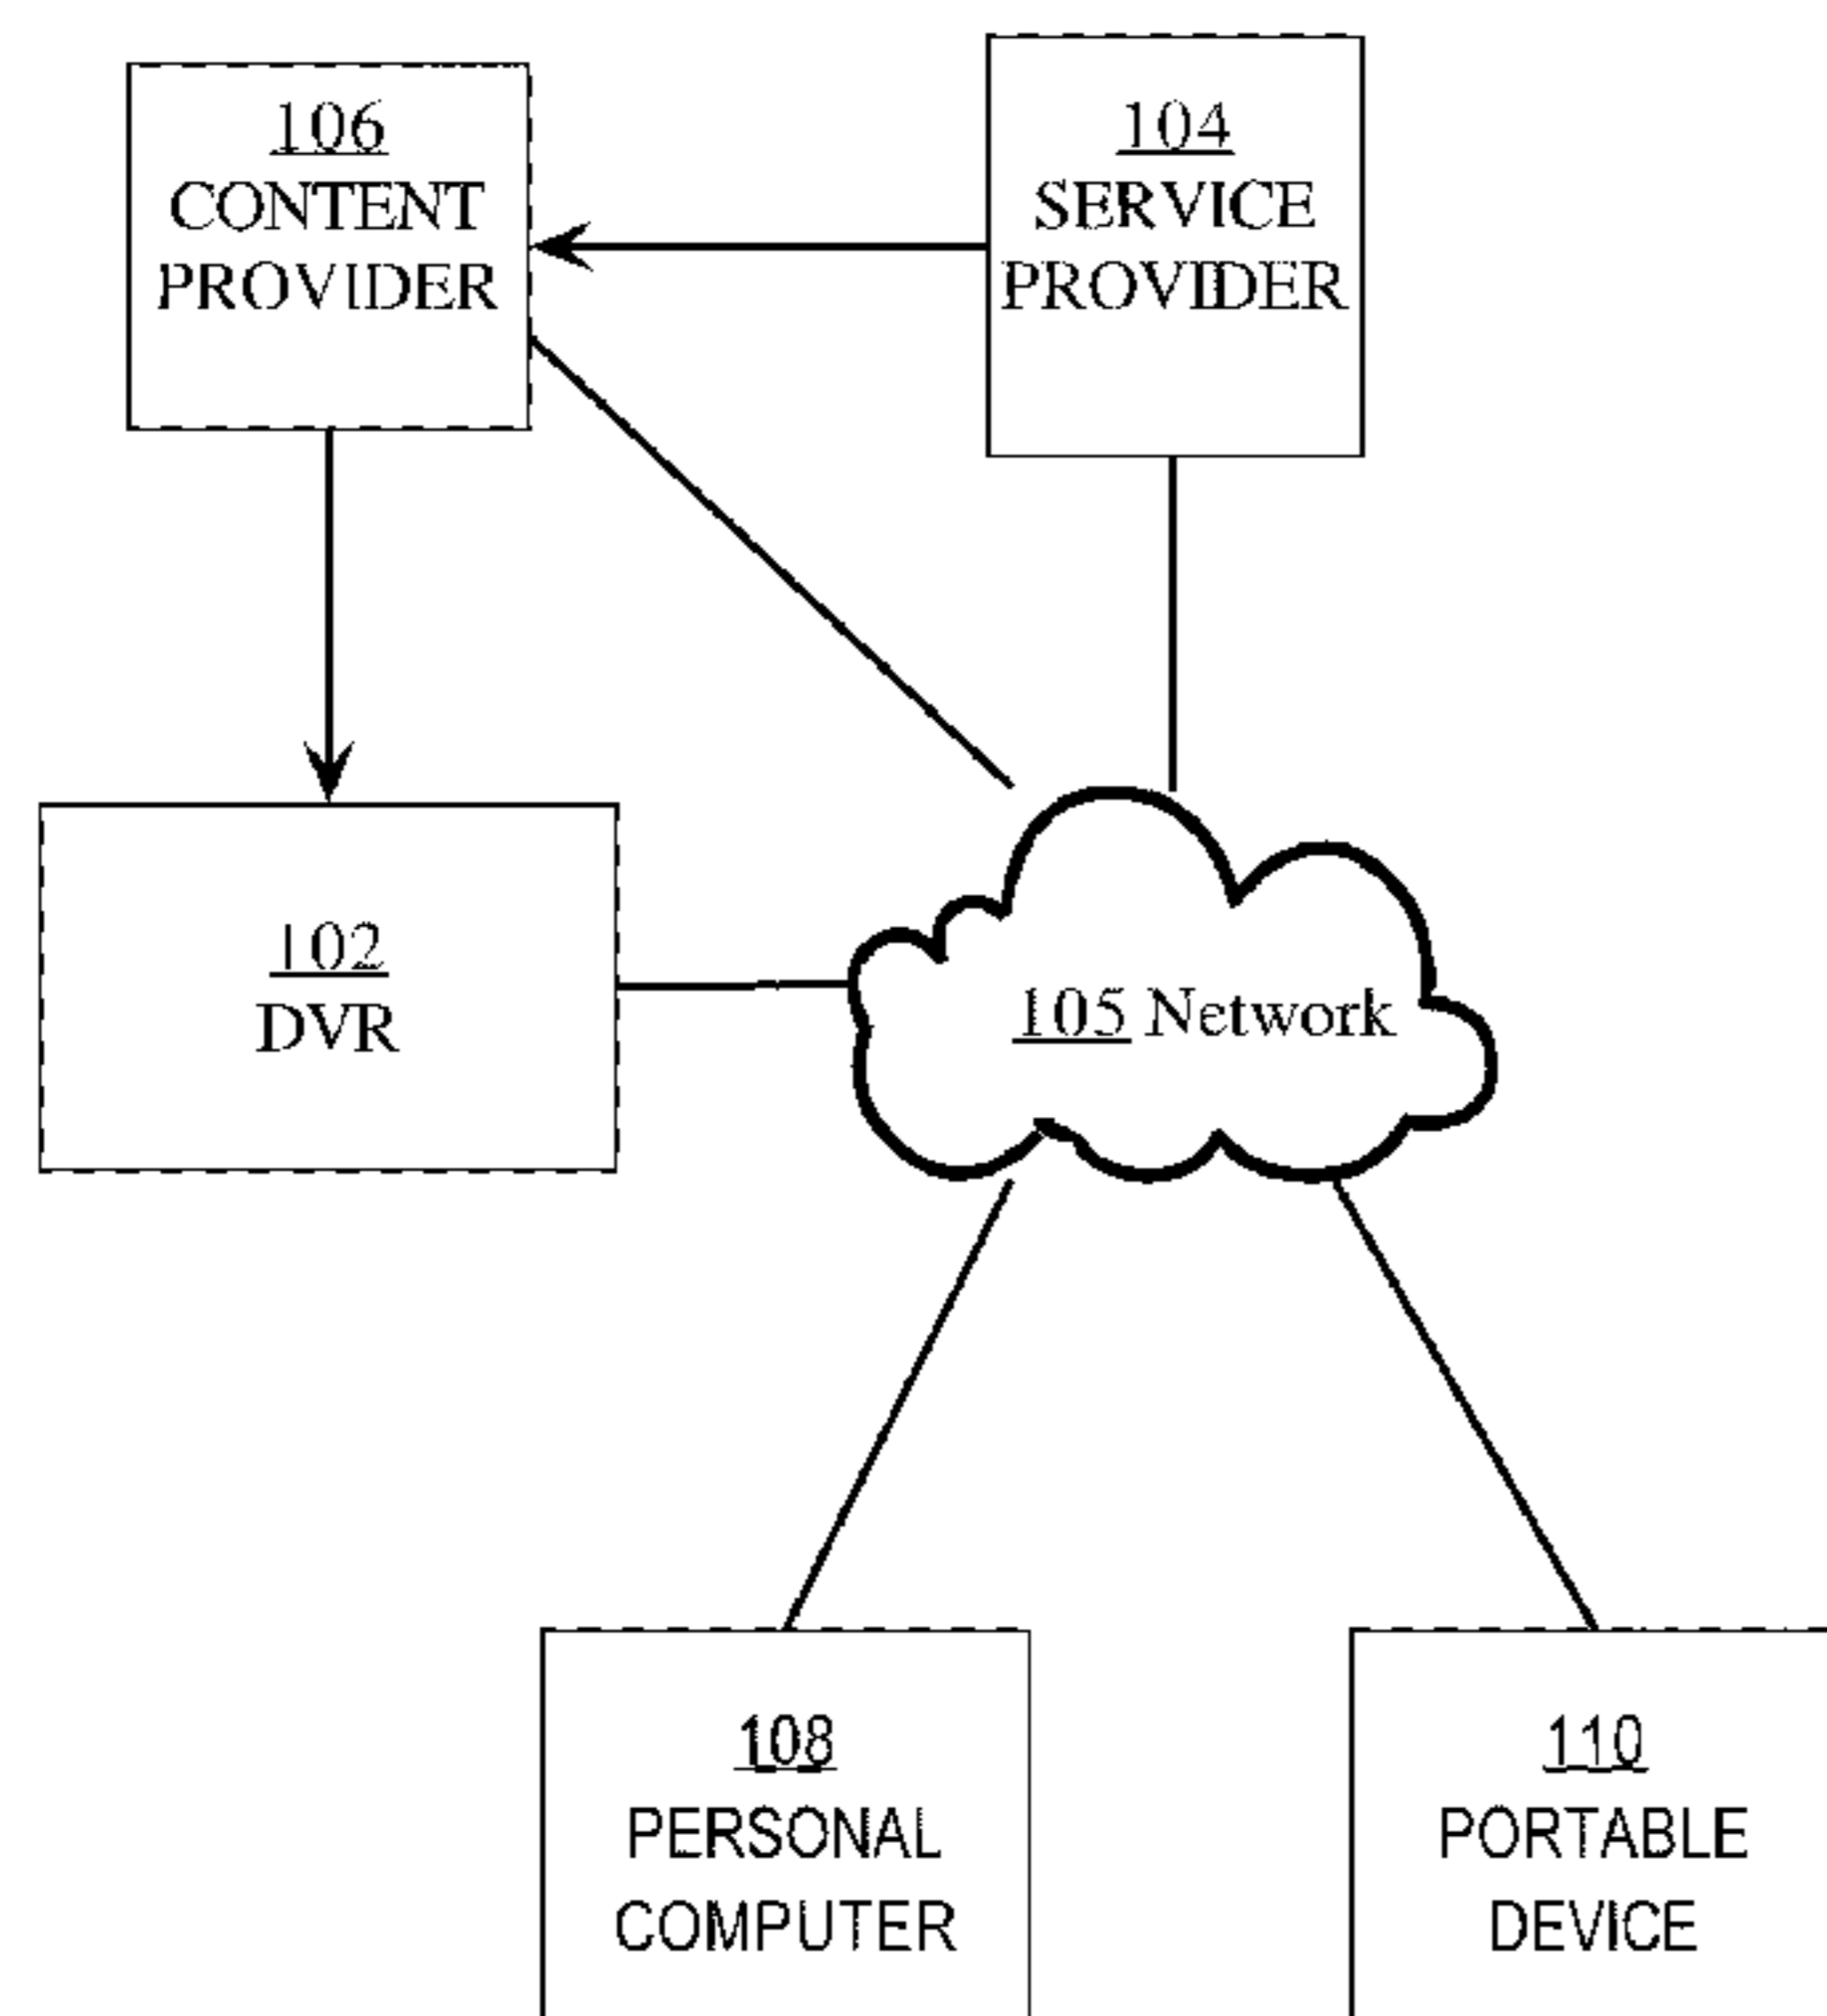 106
CONTENT
PROVIDER
104
SERVICE
PROVIDER
102
DVR
105 Network
108
PERSONAL
COMPUTER
110
PORTABLE
DEVICE